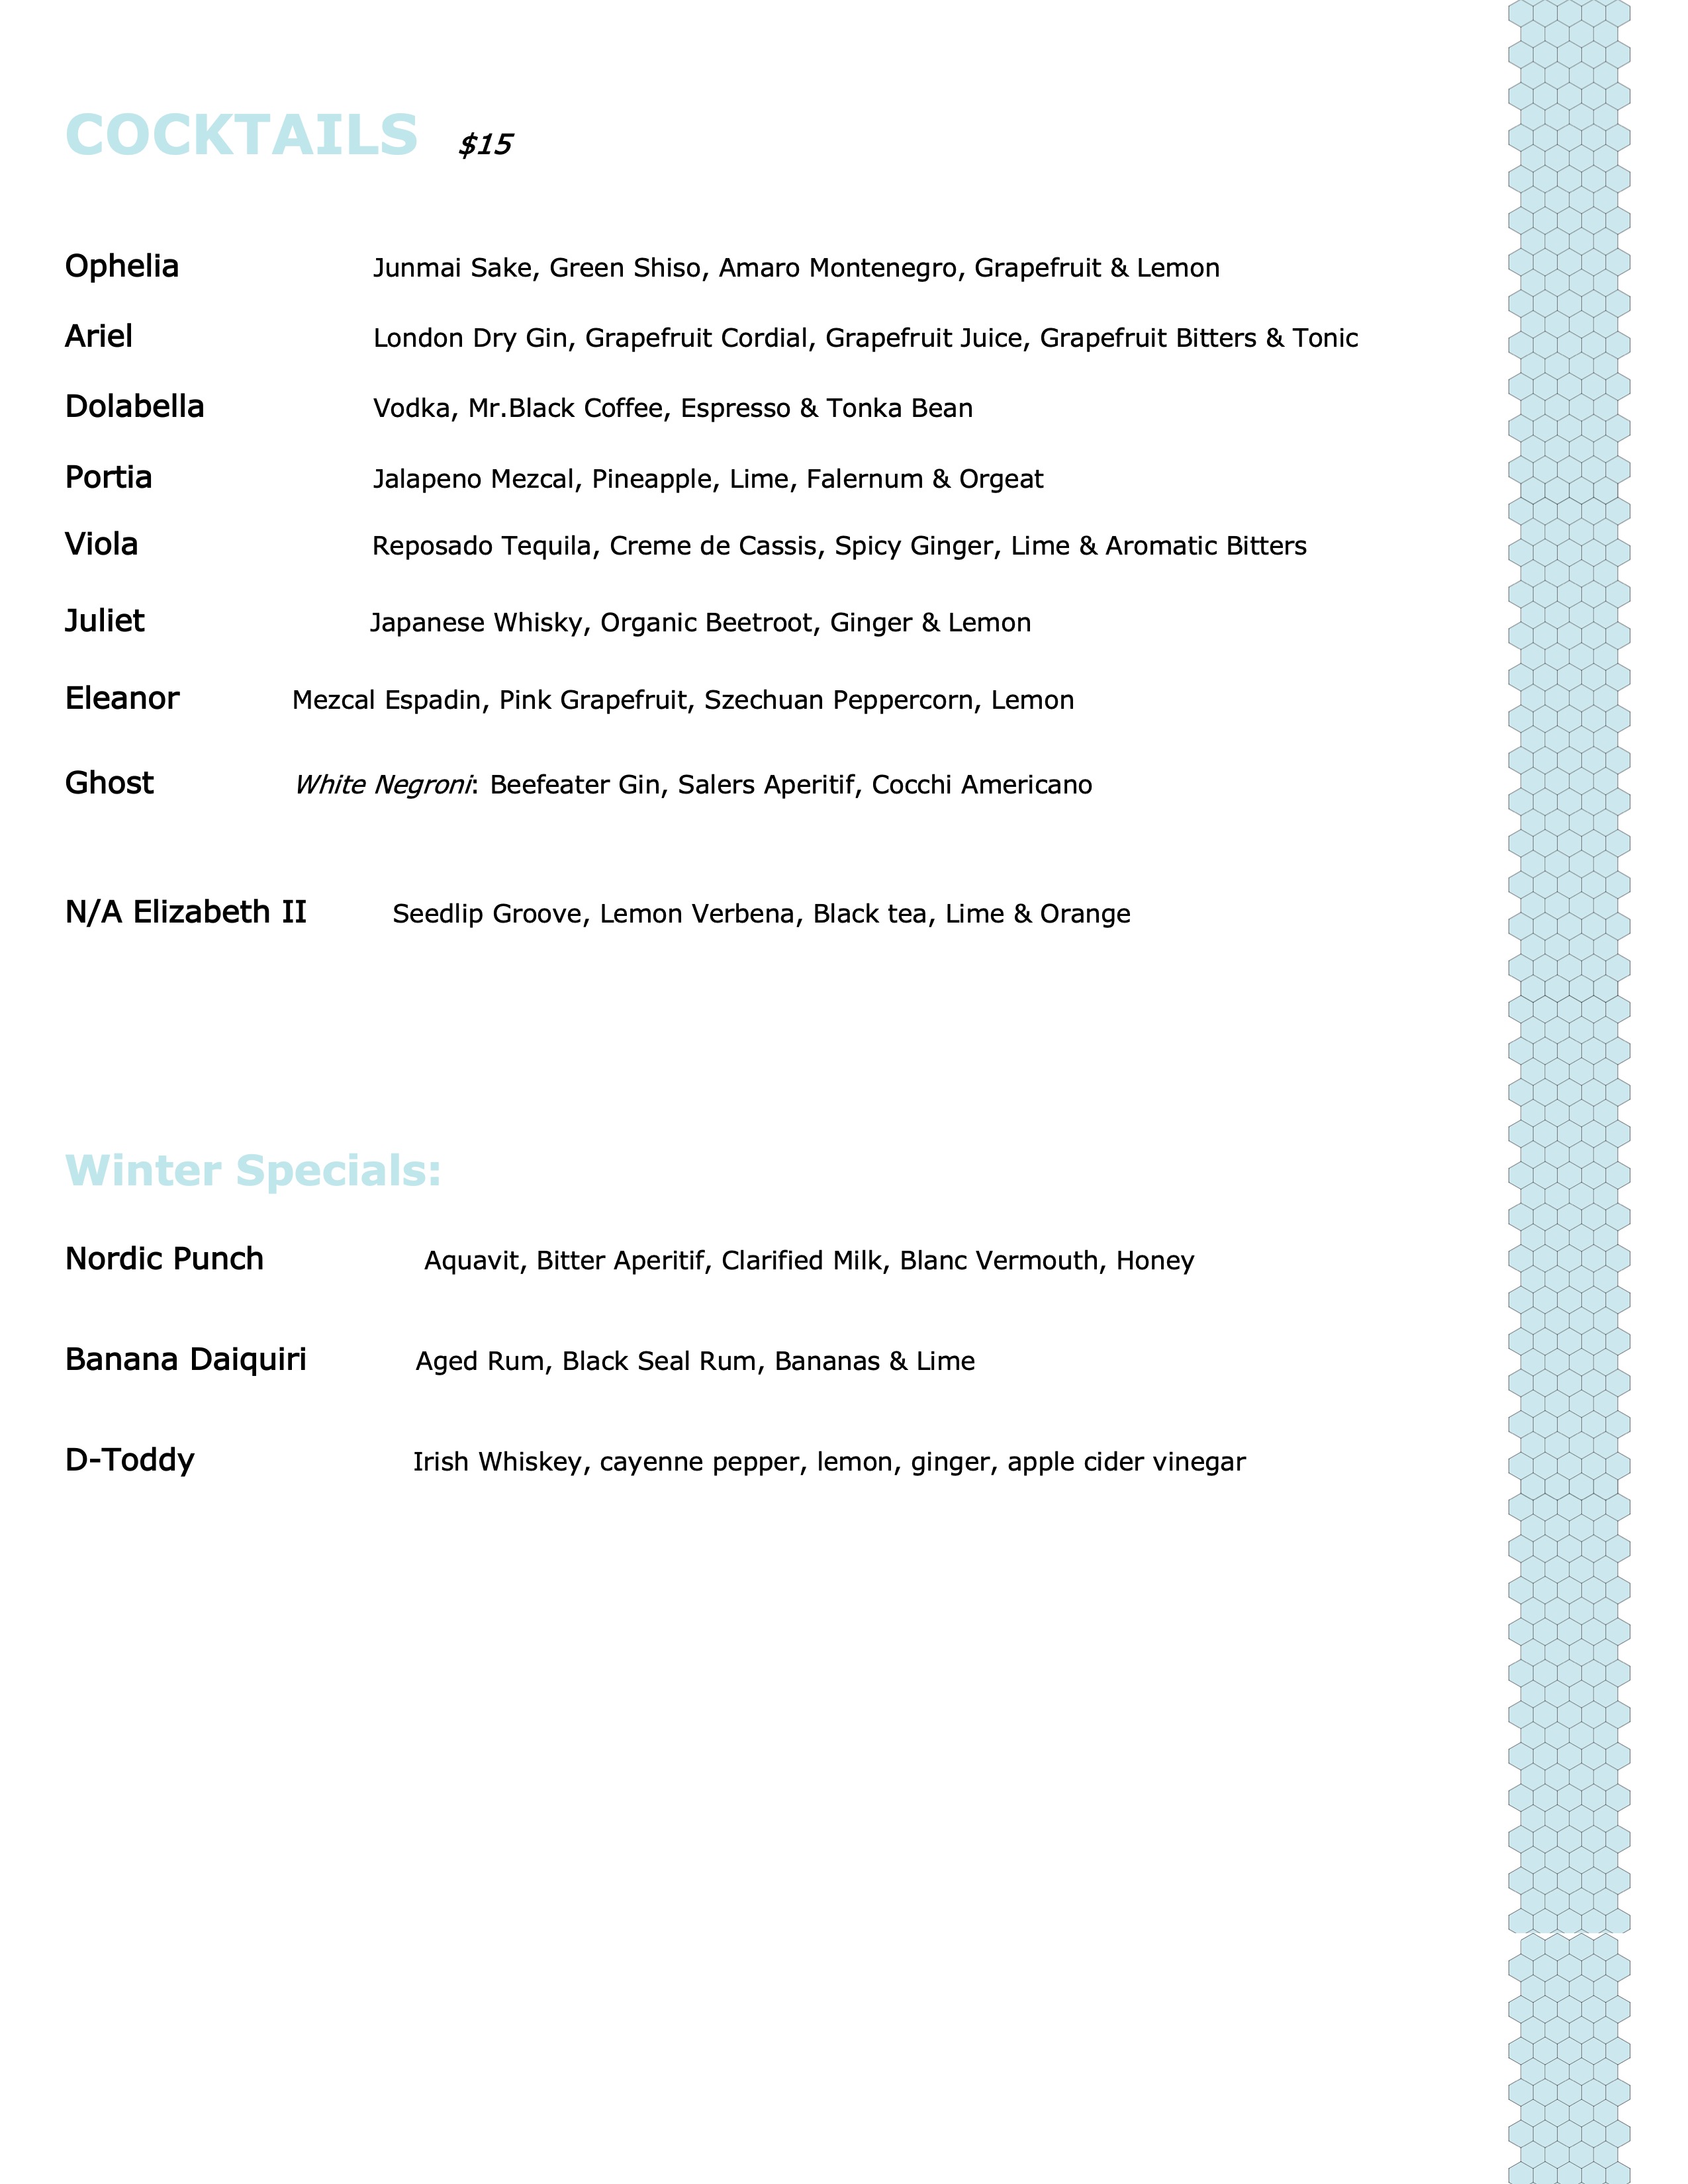 COCKTAILS $15
Ophelia Junmai Sake, Green Shiso, Amaro Montenegro, Grapefruit & Lemon
Ariel London Dry Gin, Grapefruit Cordial, Grapefruit Juice, Grapefruit Bitters & Tonic
Dolabella Vodka, Mr.Black Coffee, Espresso & Tonka Bean
Portia Jalapeno Mezcal, Pineapple, Lime, Falernum & Orgeat
Viola Reposado Tequila, Creme de Cassis, Spicy Ginger, Lime & Aromatic Bitters
Juliet Japanese Whisky, Organic Beetroot, Ginger & Lemon
Eleanor Mezcal Espadin, Pink Grapefruit, Szechuan Peppercorn, Lemon
Ghost White Negroni: Beefeater Gin, Salers Aperitif, Cocchi Americano
N/A Elizabeth II Seedlip Groove, Lemon Verbena, Black tea, Lime & Orange
Winter Specials:
Nordic Punch Aquavit, Bitter Aperitif, Clarified Milk, Blanc Vermouth, Honey
Banana Daiquiri Aged Rum, Black Seal Rum, Bananas & Lime
D-Toddy Irish Whiskey, cayenne pepper, lemon, ginger, apple cider vinegar